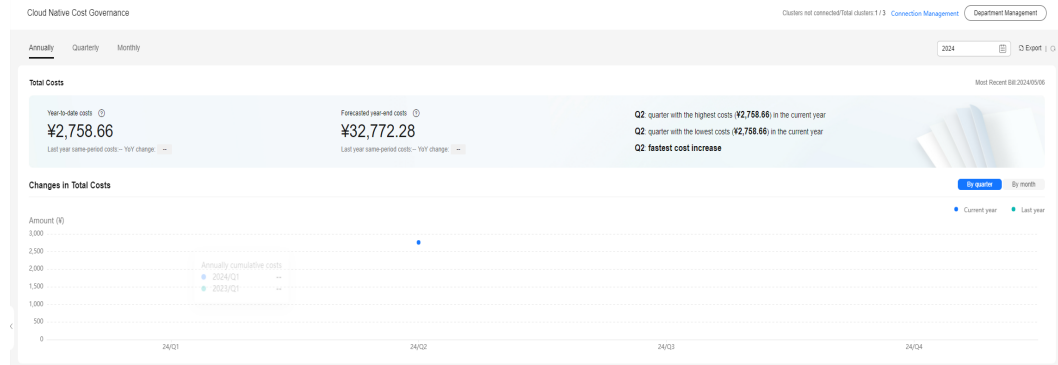 Cloud Native Cost Governance
Clusters not connected/Total clusters:1 / 3 Connection Management Department Management
Annually Quarterly Monthly
2024 Export
Total Costs
Most Recent Bill:2024/05/06
Year-to-date costs
¥2,758.66
Last year same-period costs:-- YoY change: --
Forecasted year-end costs
¥32,772.28
Last year same-period costs:-- YoY change: --
Q2: quarter with the highest costs (¥2,758.66) in the current year
Q2: quarter with the lowest costs (¥2,758.66) in the current year
Q2: fastest cost increase
Changes in Total Costs
By quarter By month
Current year Last year
Amount (¥)
3,000
2,500
2,000
1,500
1,000
500
0
Annually cumulative costs
2024/Q1 --
2023/Q1 --
24/Q1 24/Q2 24/Q3 24/Q4